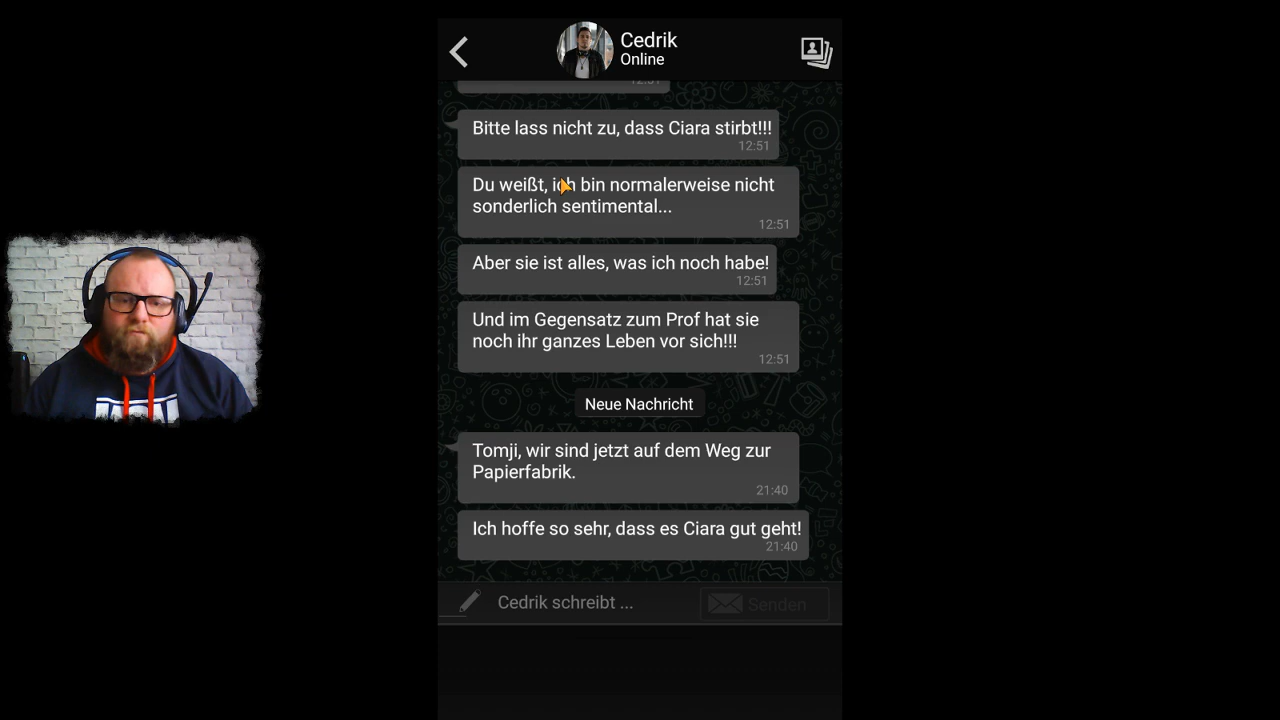 Cedrik
Online
12:51
Bitte lass nicht zu, dass Ciara stirbt!!!
12:51
Du weißt, ich bin normalerweise nicht
sonderlich sentimental...
12:51
Aber sie ist alles, was ich noch habe!
12:51
Und im Gegensatz zum Prof hat sie
noch ihr ganzes Leben vor sich!!!
12:51
Neue Nachricht
Tomji, wir sind jetzt auf dem Weg zur
Papierfabrik.
21:40
Ich hoffe so sehr, dass es Ciara gut geht!
21:40
Cedrik schreibt ...
Senden